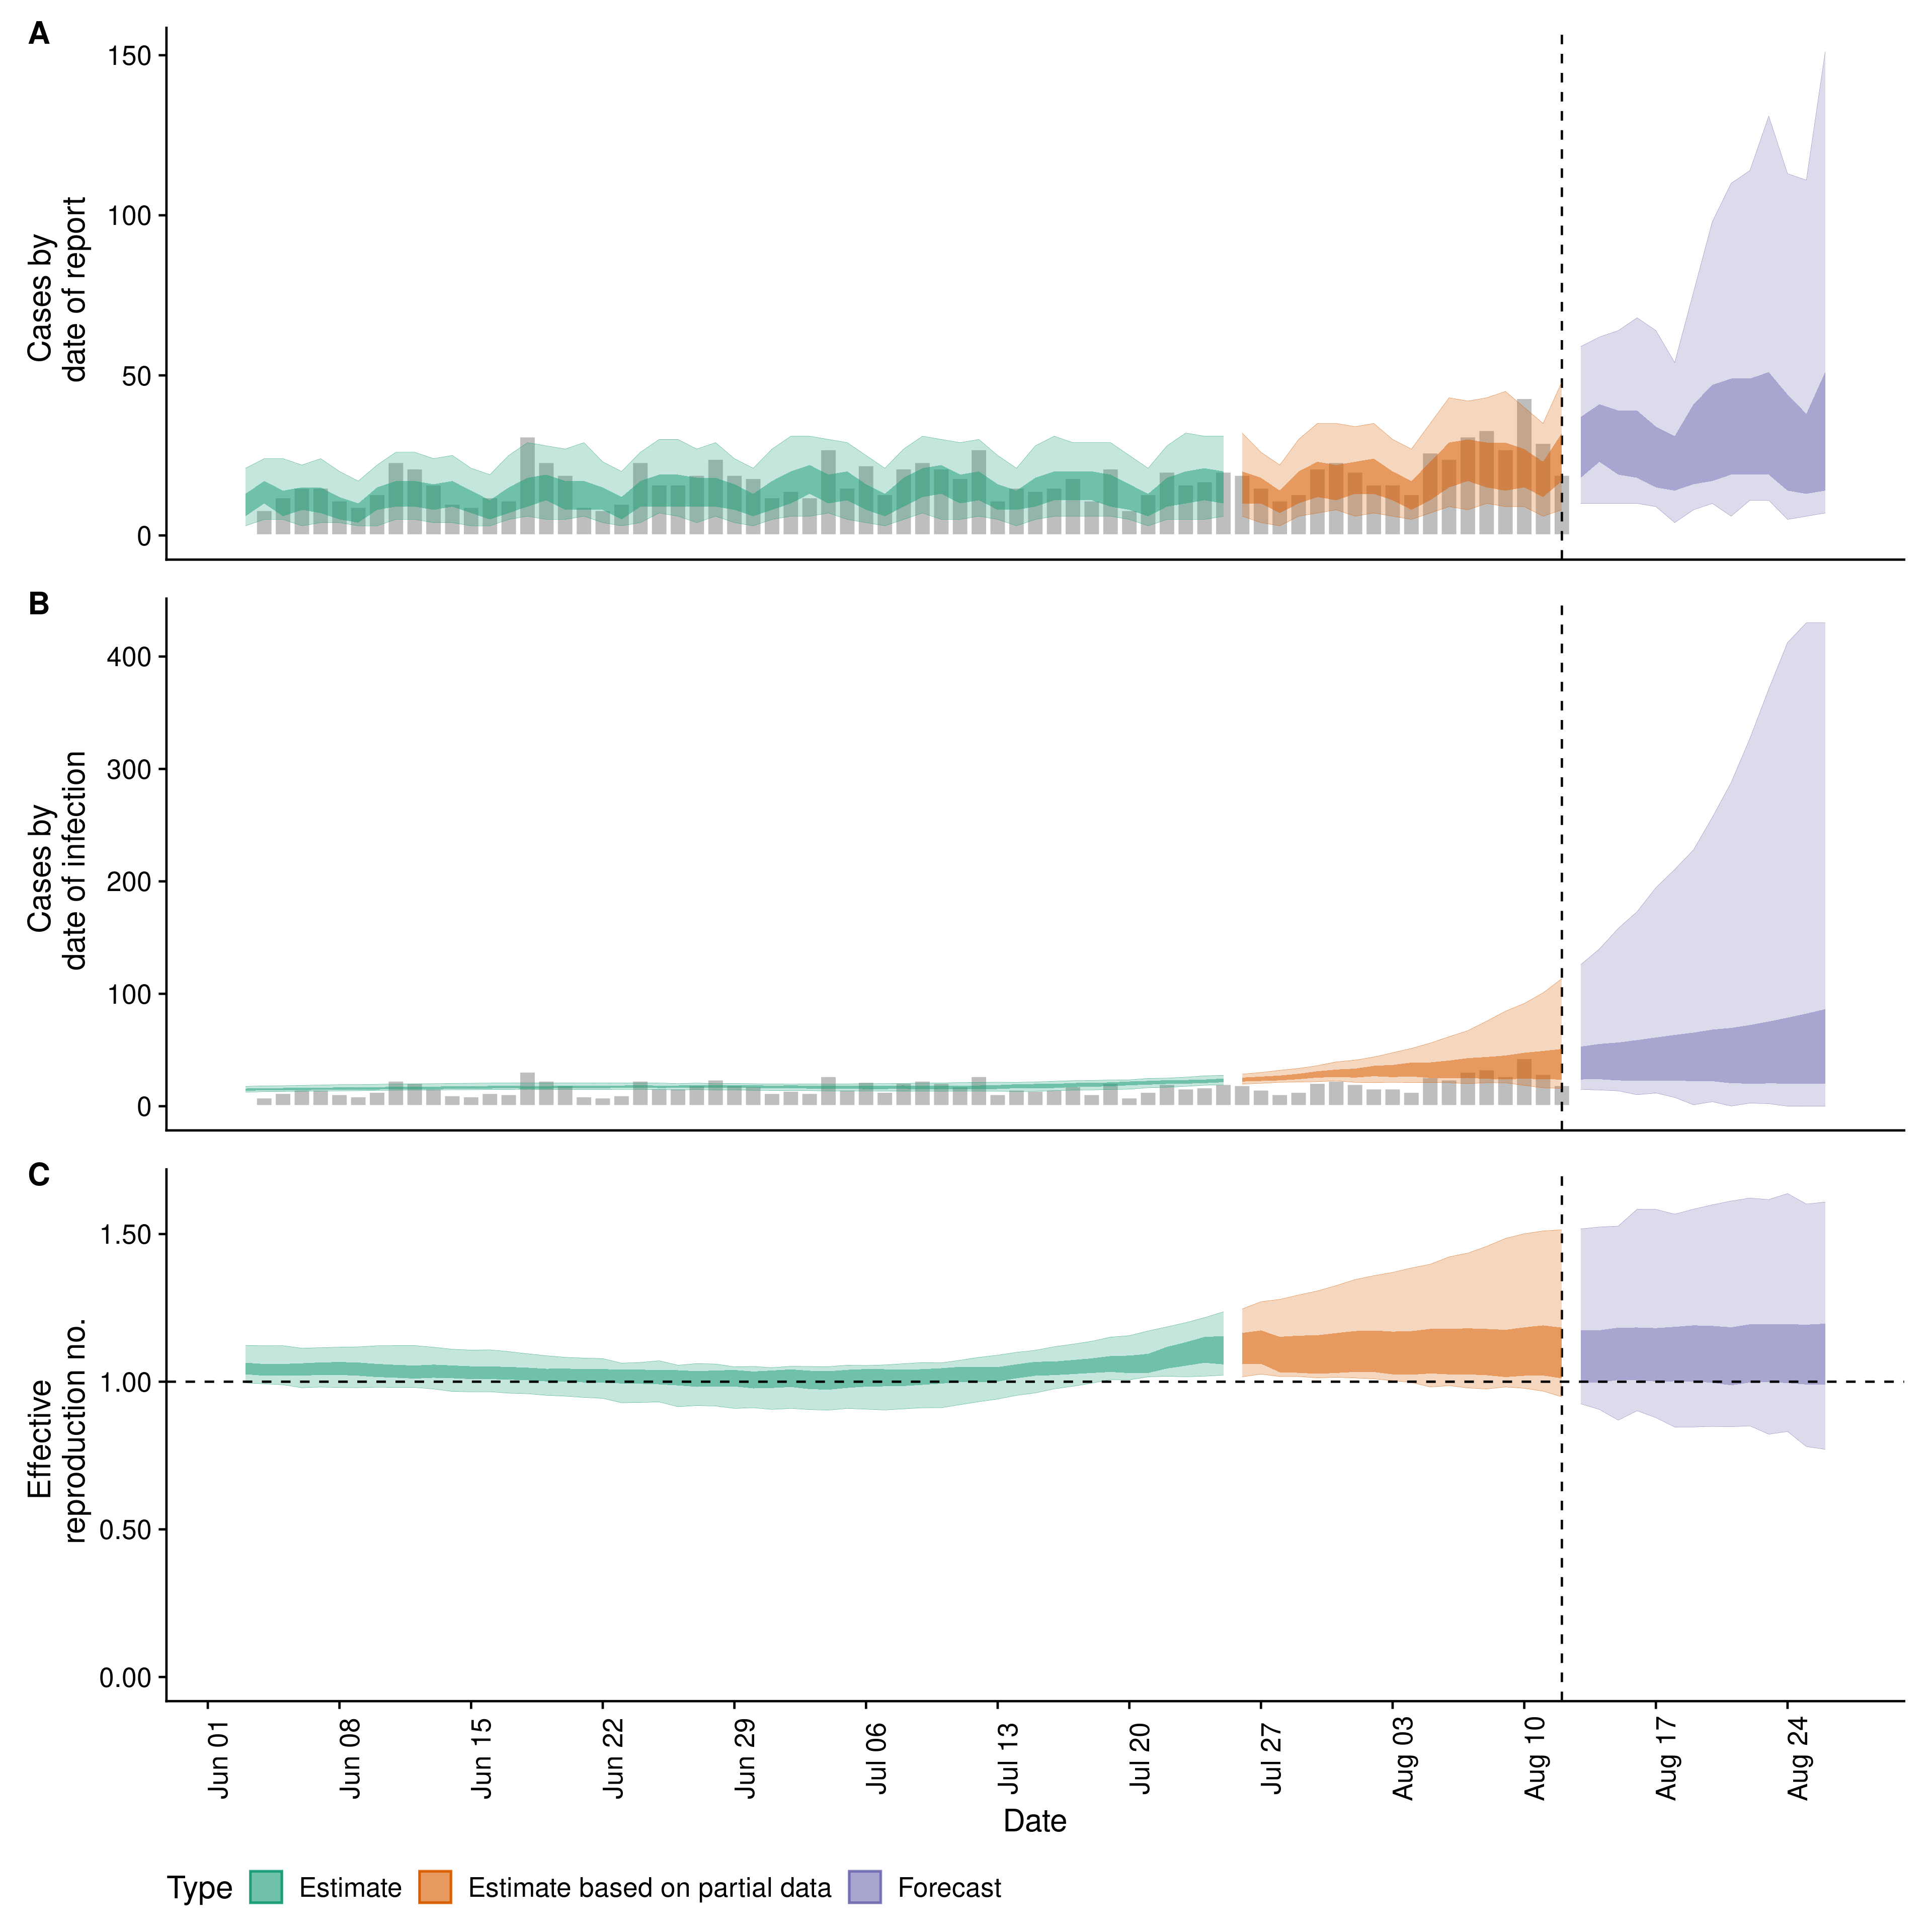 A
Cases by
date of report
150
100
50
0
B
Cases by
date of infection
400
300
200
100
0
C
Effective
reproduction no.
1.50
1.00
0.50
0.00
Jun 01
Jun 08
Jun 15
Jun 22
Jun 29
Jul 06
Jul 13
Jul 20
Jul 27
Aug 03
Aug 10
Aug 17
Aug 24
Date
Type Estimate Estimate based on partial data Forecast